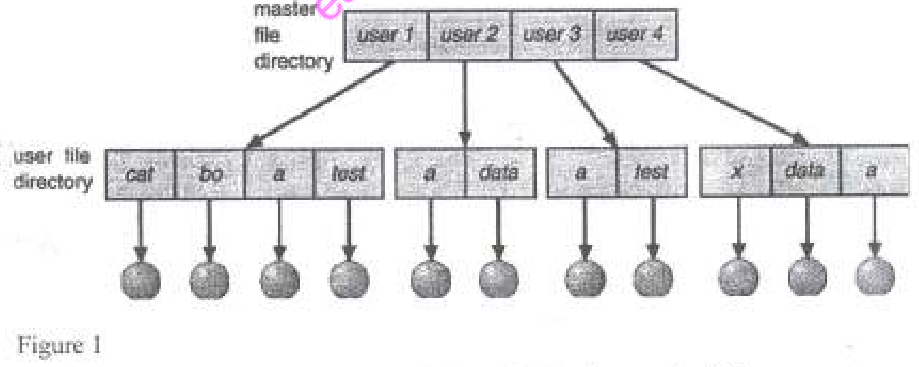 master
file
directory
user 1 user 2 user 3 user 4
user file
directory
cat bo a test a data a test x data a
Figure 1